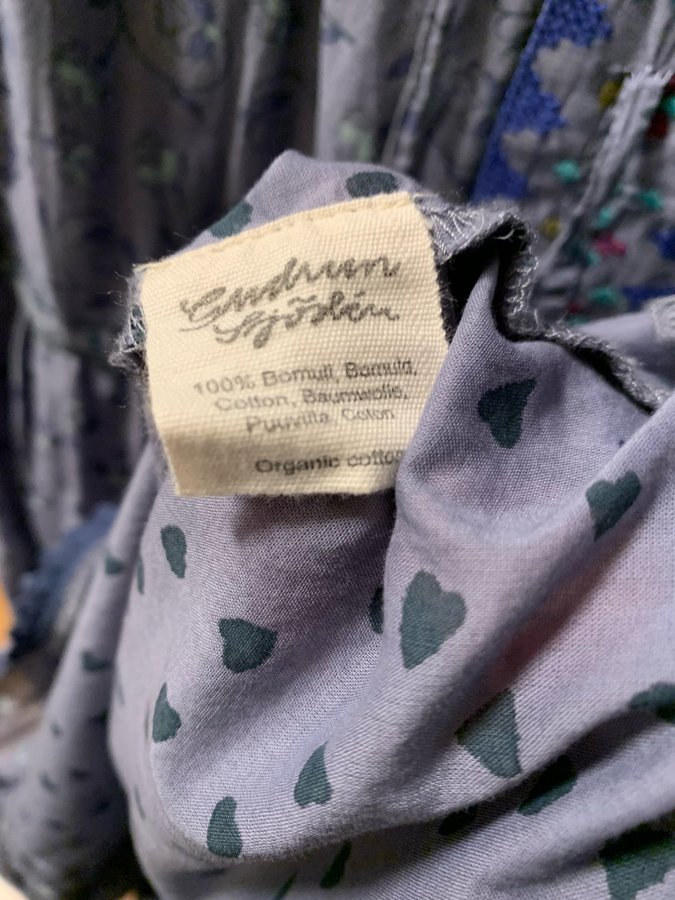 Gudrun
Sjödén
100% Bomull, Bomuld,
Cotton, Baumwolle,
Puuvilla, Coton
Organic cotton